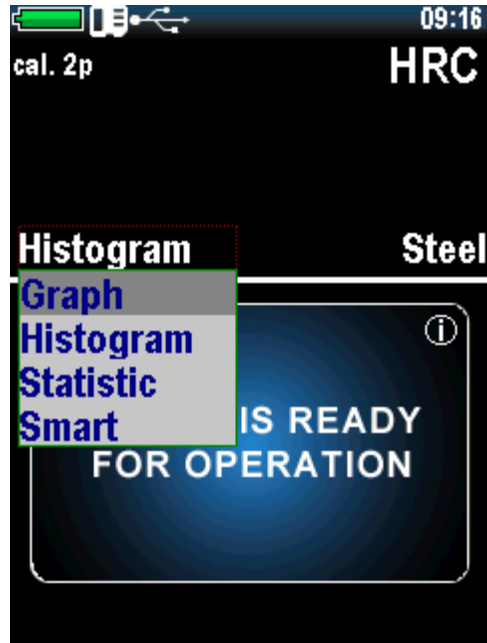 09:16
cal. 2p HRC
Histogram Steel
Graph
Histogram
Statistic
Smart
IS READY
FOR OPERATION